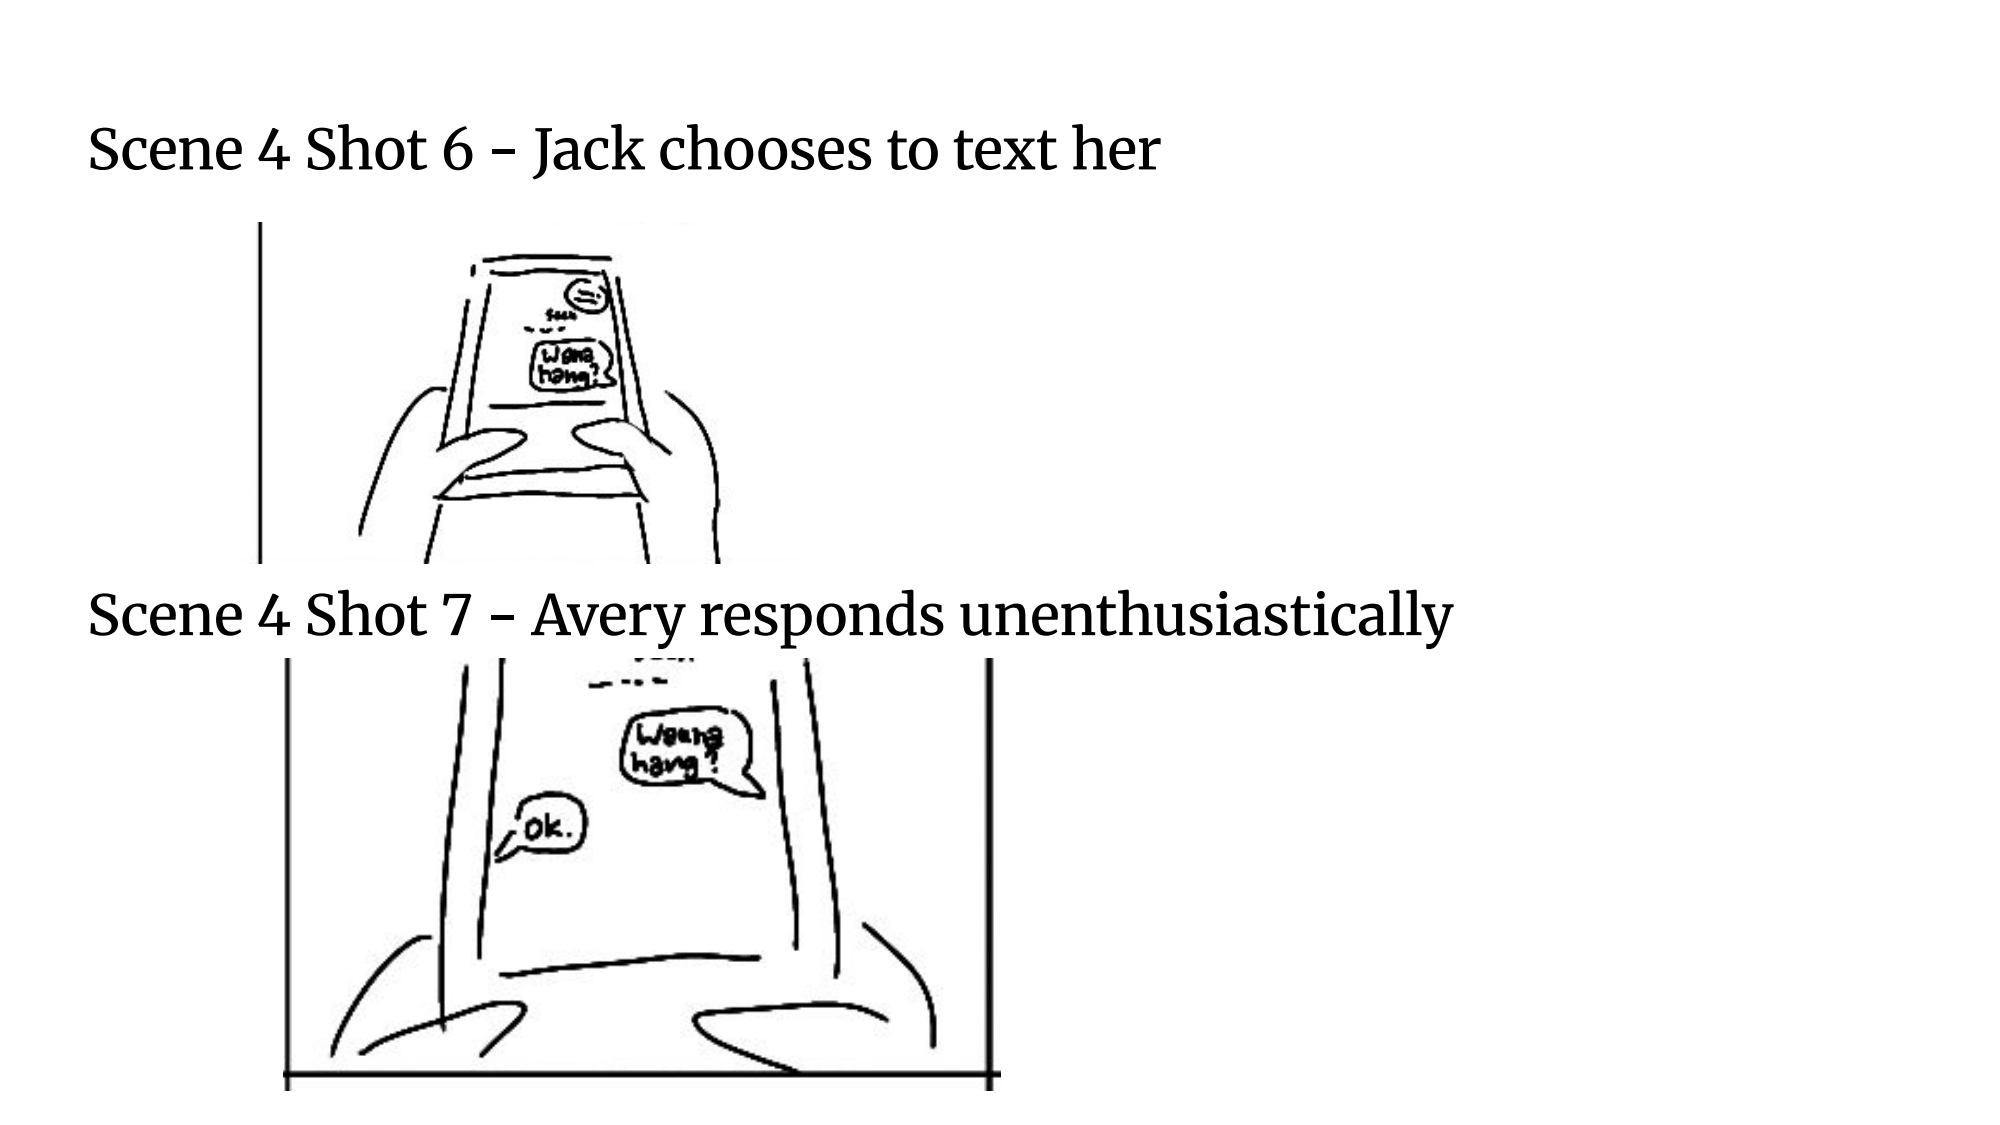 Scene 4 Shot 6 - Jack chooses to text her
Wana
hang?
Scene 4 Shot 7 - Avery responds unenthusiastically
Wanna
hang?
ok.